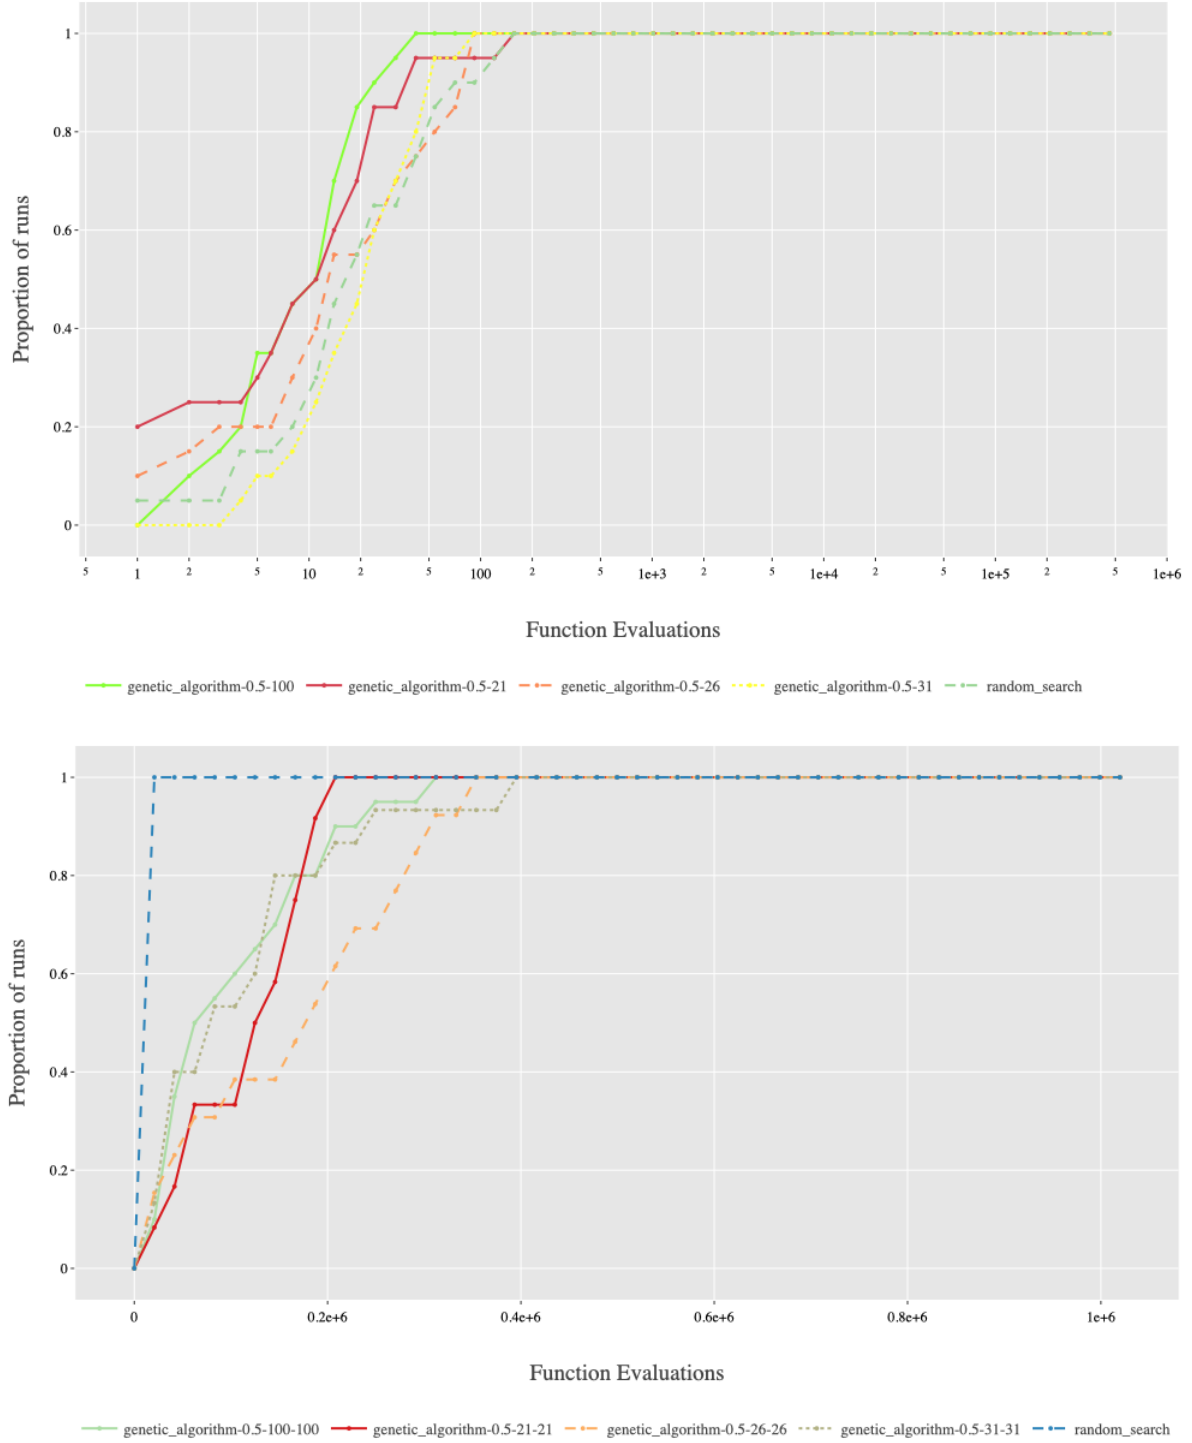 1
0.8
0.6
0.4
0.2
0
Proportion of runs
5 1 2 5 10 2 5 100 2 5 1e+3 2 5 1e+4 2 5 1e+5 2 5 1e+6
Function Evaluations
genetic_algorithm-0.5-100 genetic_algorithm-0.5-21 genetic_algorithm-0.5-26 genetic_algorithm-0.5-31 random_search
1
0.8
0.6
0.4
0.2
0
Proportion of runs
0 0.2e+6 0.4e+6 0.6e+6 0.8e+6 1e+6
Function Evaluations
genetic_algorithm-0.5-100-100 genetic_algorithm-0.5-21-21 genetic_algorithm-0.5-26-26 genetic_algorithm-0.5-31-31 random_search